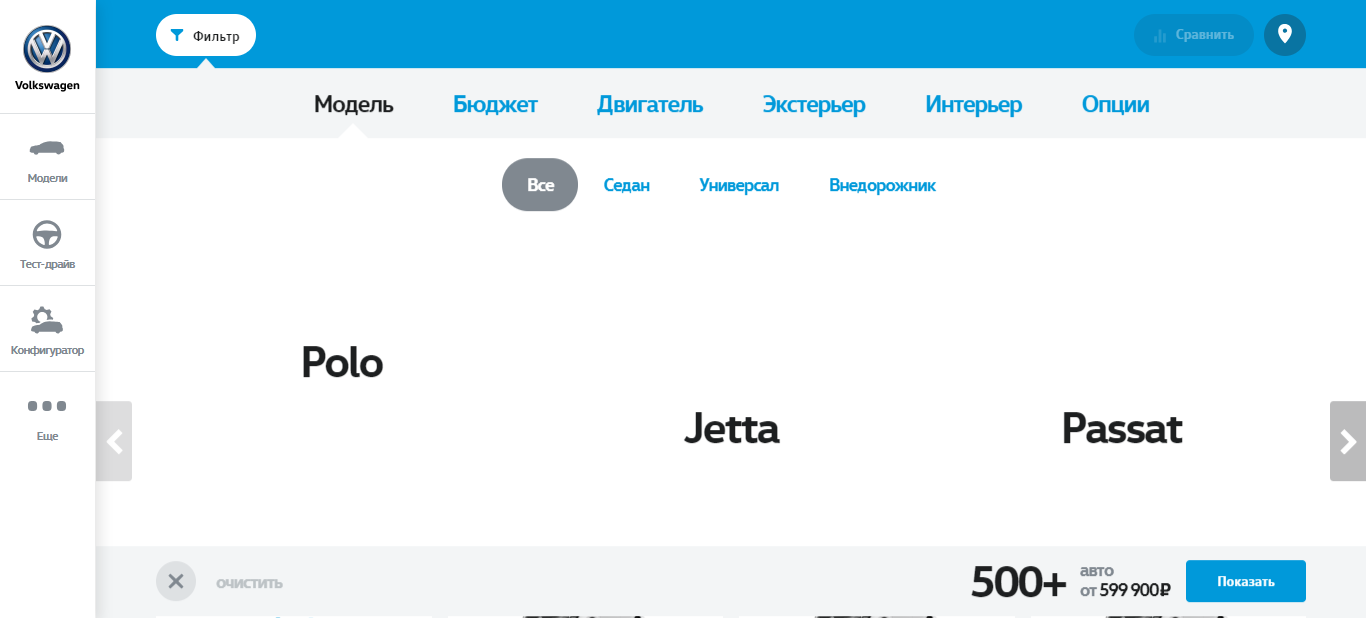 Фильтр
Сравнить
Volkswagen
Модель
Бюджет
Двигатель
Экстерьер
Интерьер
Опции
Модели
Все
Седан
Универсал
Внедорожник
Тест-драйв
Конфигуратор
Polo
Jetta
Passat
Еще
очистить
500+
авто
от 599 900₽
Показать